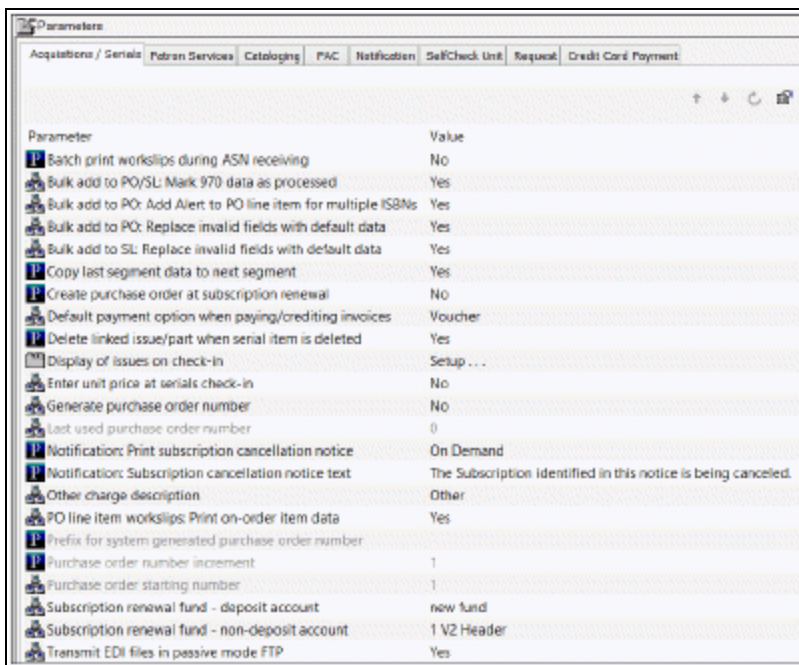 Parameters
Acquisitions / Serials Patron Services Cataloging PAC Notification SelfCheck Unit Request Credit Card Payment
Parameter Value
Batch print workslips during ASN receiving No
Bulk add to PO/SL: Mark 970 data as processed Yes
Bulk add to PO: Add Alert to PO line item for multiple ISBNs Yes
Bulk add to PO: Replace invalid fields with default data Yes
Bulk add to SL: Replace invalid fields with default data Yes
Copy last segment data to next segment Yes
Create purchase order at subscription renewal No
Default payment option when paying/crediting invoices Voucher
Delete linked issue/part when serial item is deleted Yes
Display of issues on check-in Setup . . .
Enter unit price at serials check-in No
Generate purchase order number No
Last used purchase order number 0
Notification: Print subscription cancellation notice On Demand
Notification: Subscription cancellation notice text The Subscription identified in this notice is being canceled.
Other charge description Other
PO line item workslips: Print on-order item data Yes
Prefix for system generated purchase order number
Purchase order number increment 1
Purchase order starting number 1
Subscription renewal fund - deposit account new fund
Subscription renewal fund - non-deposit account 1 V2 Header
Transmit EDI files in passive mode FTP Yes